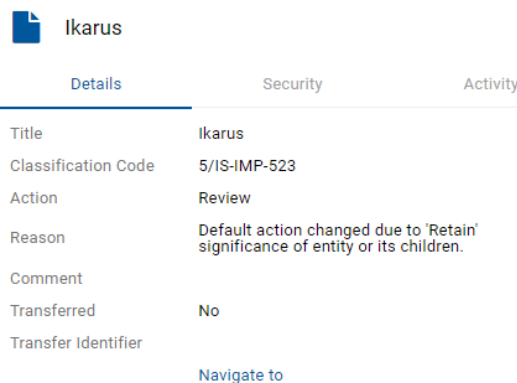 Ikarus
Details Security Activity
Title Ikarus
Classification Code 5/IS-IMP-523
Action Review
Reason Default action changed due to 'Retain'
significance of entity or its children.
Comment
Transferred No
Transfer Identifier
Navigate to